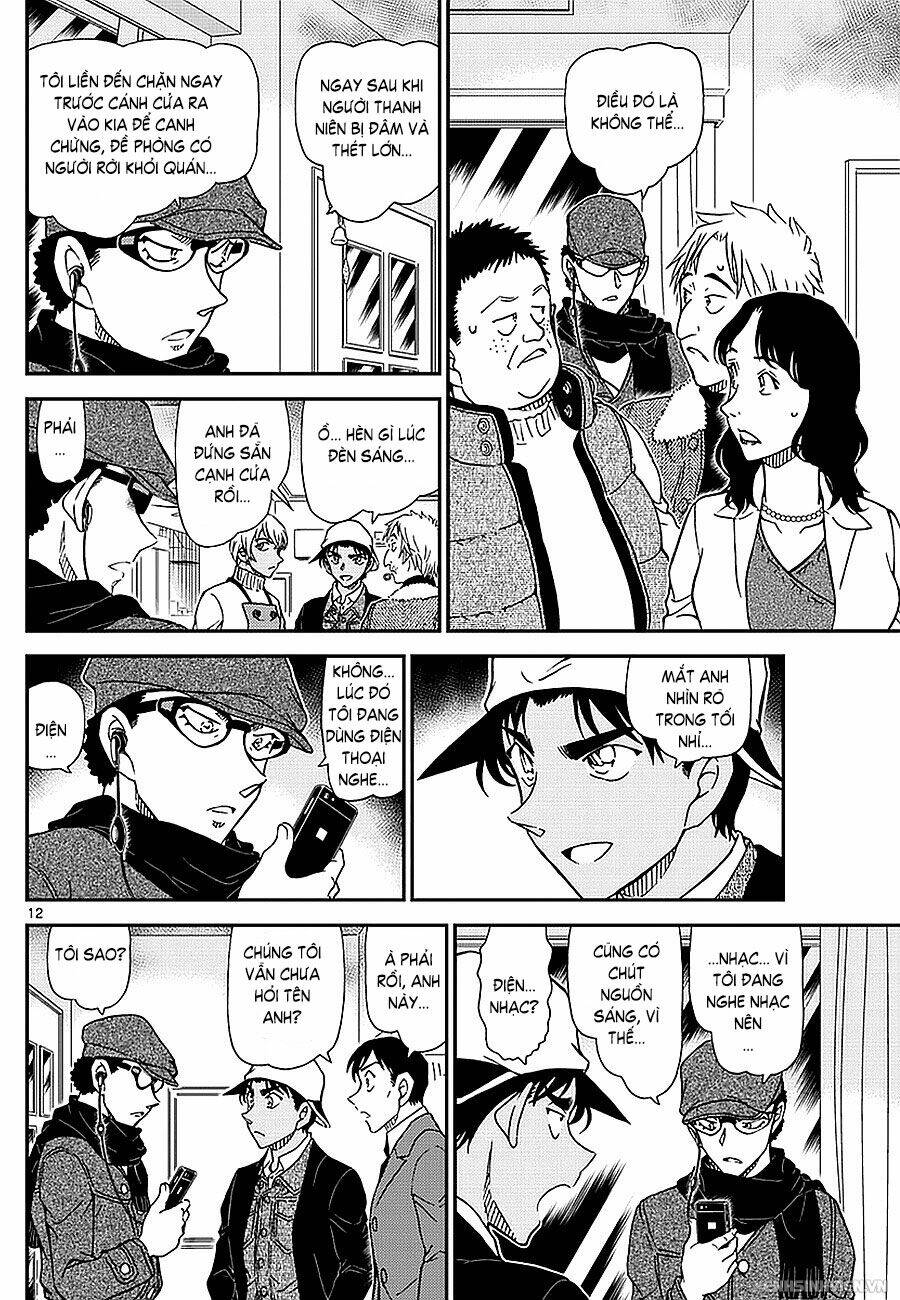 ĐIỀU ĐÓ LÀ
KHÔNG THỂ...
NGAY SAU KHI
NGƯỜI THANH
NIÊN BỊ ĐÂM VÀ
THÉT LỚN...
TÔI LIỀN ĐẾN CHẶN NGAY
TRƯỚC CÁNH CỬA RA
VÀO KIA ĐỂ CANH
CHỪNG, ĐỀ PHÒNG CÓ
NGƯỜI RỜI KHỎI QUÁN...
Ồ... HÈN GÌ LÚC
ĐÈN SÁNG...
ANH ĐÃ
ĐỨNG SẴN
CẠNH CỬA
RỒI...
PHẢI
...
MẮT ANH
NHÌN RÕ
TRONG TỐI
NHỈ...
KHÔNG...
LÚC ĐÓ
TÔI ĐANG
DÙNG ĐIỆN
THOẠI
NGHE...
ĐIỆN
...
12
...NHẠC... VÌ
TÔI ĐANG
NGHE NHẠC
NÊN
...
CŨNG CÓ
CHÚT
NGUỒN
SÁNG, VÌ
THẾ...
ĐIỆN...
NHẠC?
À PHẢI
RỒI, ANH
NÀY...
CHÚNG TÔI
VẪN CHƯA
HỎI TÊN
ANH?
TÔI SAO?
...